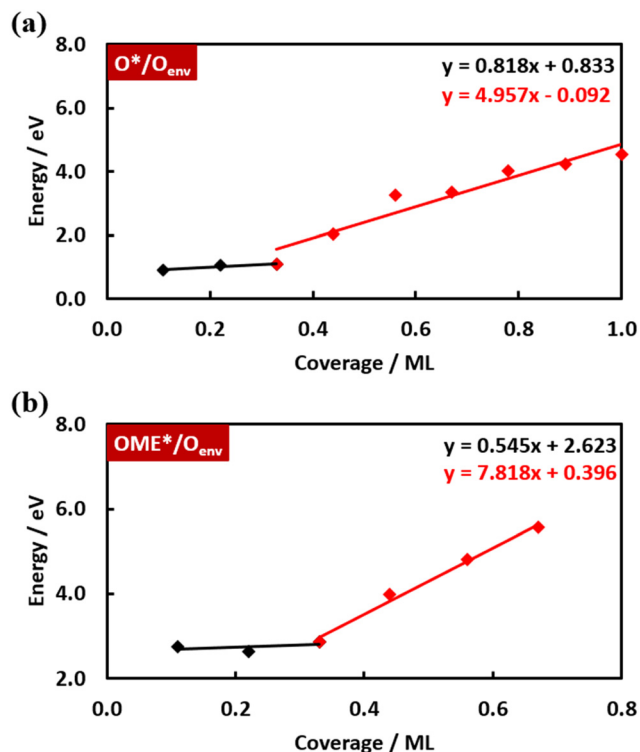 (a)
8.0
O*/Oenv
y = 0.818x + 0.833
y = 4.957x - 0.092
6.0
4.0
2.0
0.0
Energy / eV
0.0 0.2 0.4 0.6 0.8 1.0
Coverage / ML
(b)
8.0
OME*/Oenv
y = 0.545x + 2.623
y = 7.818x + 0.396
6.0
4.0
2.0
Energy / eV
0.0 0.2 0.4 0.6 0.8
Coverage / ML